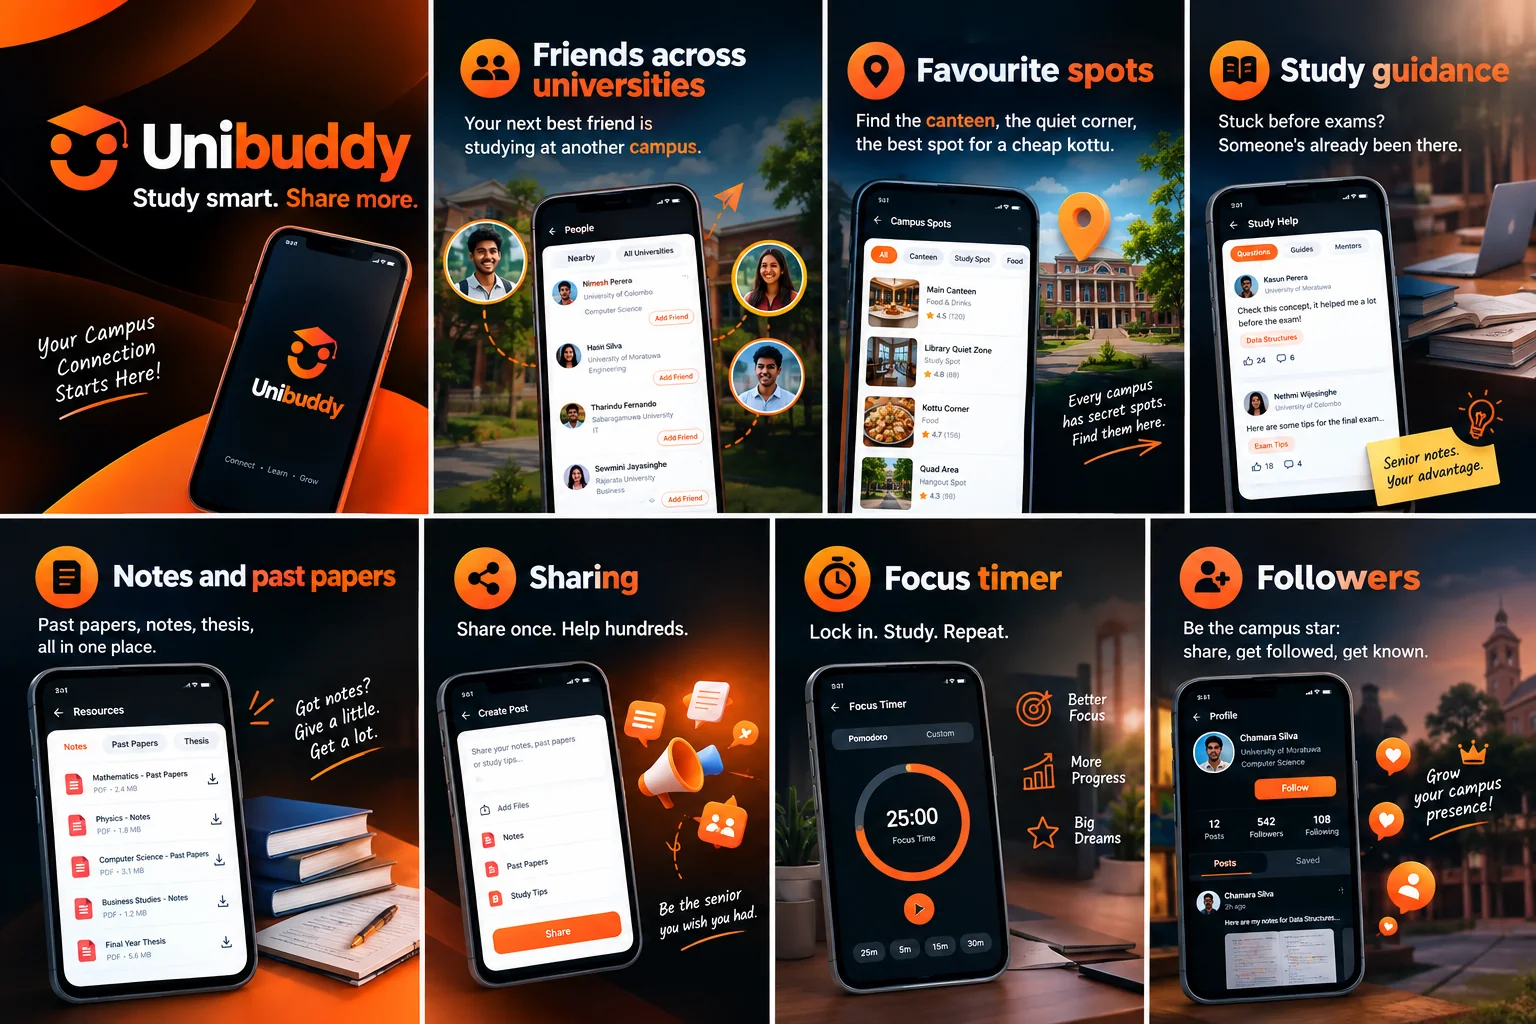 Unibuddy
Study smart. Share more.
Your Campus
Connection
Starts Here!
Unibuddy
Connect • Learn • Grow
Friends across
universities
Your next best friend is
studying at another campus.
People
Nearby
All Universities
Nimesh Perera
University of Colombo
Computer Science
Add Friend
Hasiri Silva
University of Moratuwa
Engineering
Add Friend
Tharindu Fernando
Sabaragamuwa University
IT
Add Friend
Sewmini Jayasinghe
Rajarata University
Business
Add Friend
Favourite spots
Find the canteen, the quiet corner,
the best spot for a cheap kottu.
Campus Spots
All
Canteen
Study Spot
Food
Main Canteen
Food & Drinks
4.5 (120)
Library Quiet Zone
Study Spot
4.8 (88)
Kottu Corner
Food
4.7 (156)
Quad Area
Hangout Spot
4.3 (98)
Every campus
has secret spots.
Find them here.
Study guidance
Stuck before exams?
Someone's already been there.
Study Help
Questions
Guides
Mentors
Kasun Perera
University of Moratuwa
Check this concept, it helped me a lot
before the exam!
Data Structures
24
6
Nethmi Wijesinghe
University of Colombo
Here are some tips for the final exam...
Exam Tips
18
4
Senior notes.
Your advantage.
Notes and past papers
Past papers, notes, thesis,
all in one place.
Resources
Notes
Past Papers
Thesis
Mathematics - Past Papers
PDF • 2.4 MB
Physics - Notes
PDF • 1.8 MB
Computer Science - Past Papers
PDF • 3.1 MB
Business Studies - Notes
PDF • 1.2 MB
Final Year Thesis
PDF • 5.6 MB
Got notes?
Give a little.
Get a lot.
Sharing
Share once. Help hundreds.
Create Post
Share your notes, past papers
or study tips...
Add Files
Notes
Past Papers
Study Tips
Share
Be the senior
you wish you had.
Focus timer
Lock in. Study. Repeat.
Focus Timer
Pomodoro
Custom
25:00
Focus Time
25m
5m
15m
30m
Better
Focus
More
Progress
Big
Dreams
Followers
Be the campus star:
share, get followed, get known.
Profile
Chamara Silva
University of Moratuwa
Computer Science
Follow
12
Posts
542
Followers
108
Following
Posts
Saved
Chamara Silva
2h ago
Here are my notes for Data Structures...
Grow
your campus
presence!